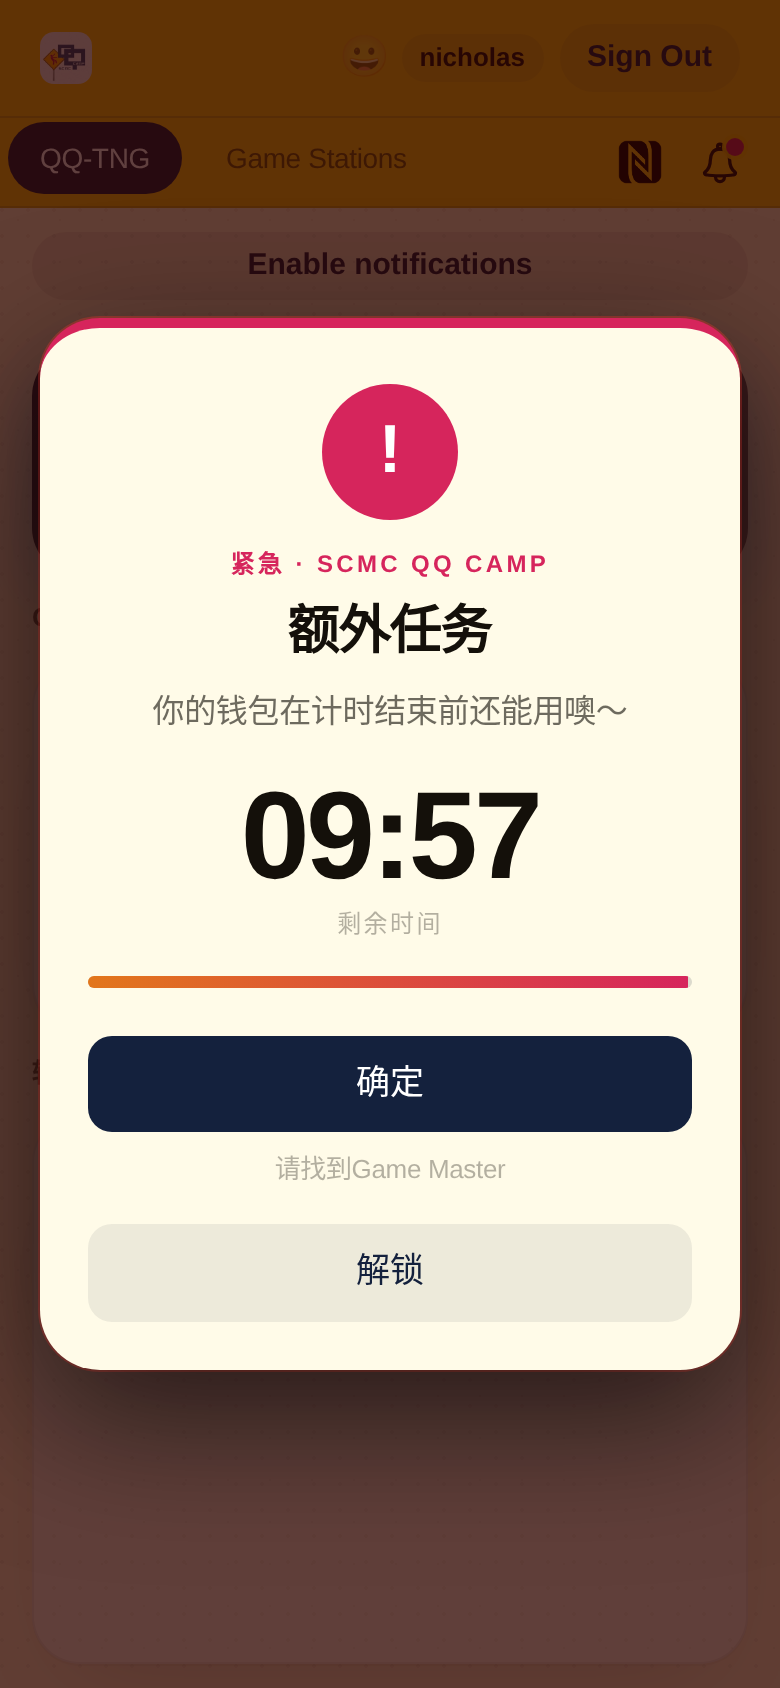 nicholas
Sign Out
QQ-TNG
Game Stations
Enable notifications
!
紧急 · SCMC QQ CAMP
额外任务
你的钱包在计时结束前还能用噢～
09:57
剩余时间
确定
请找到Game Master
解锁